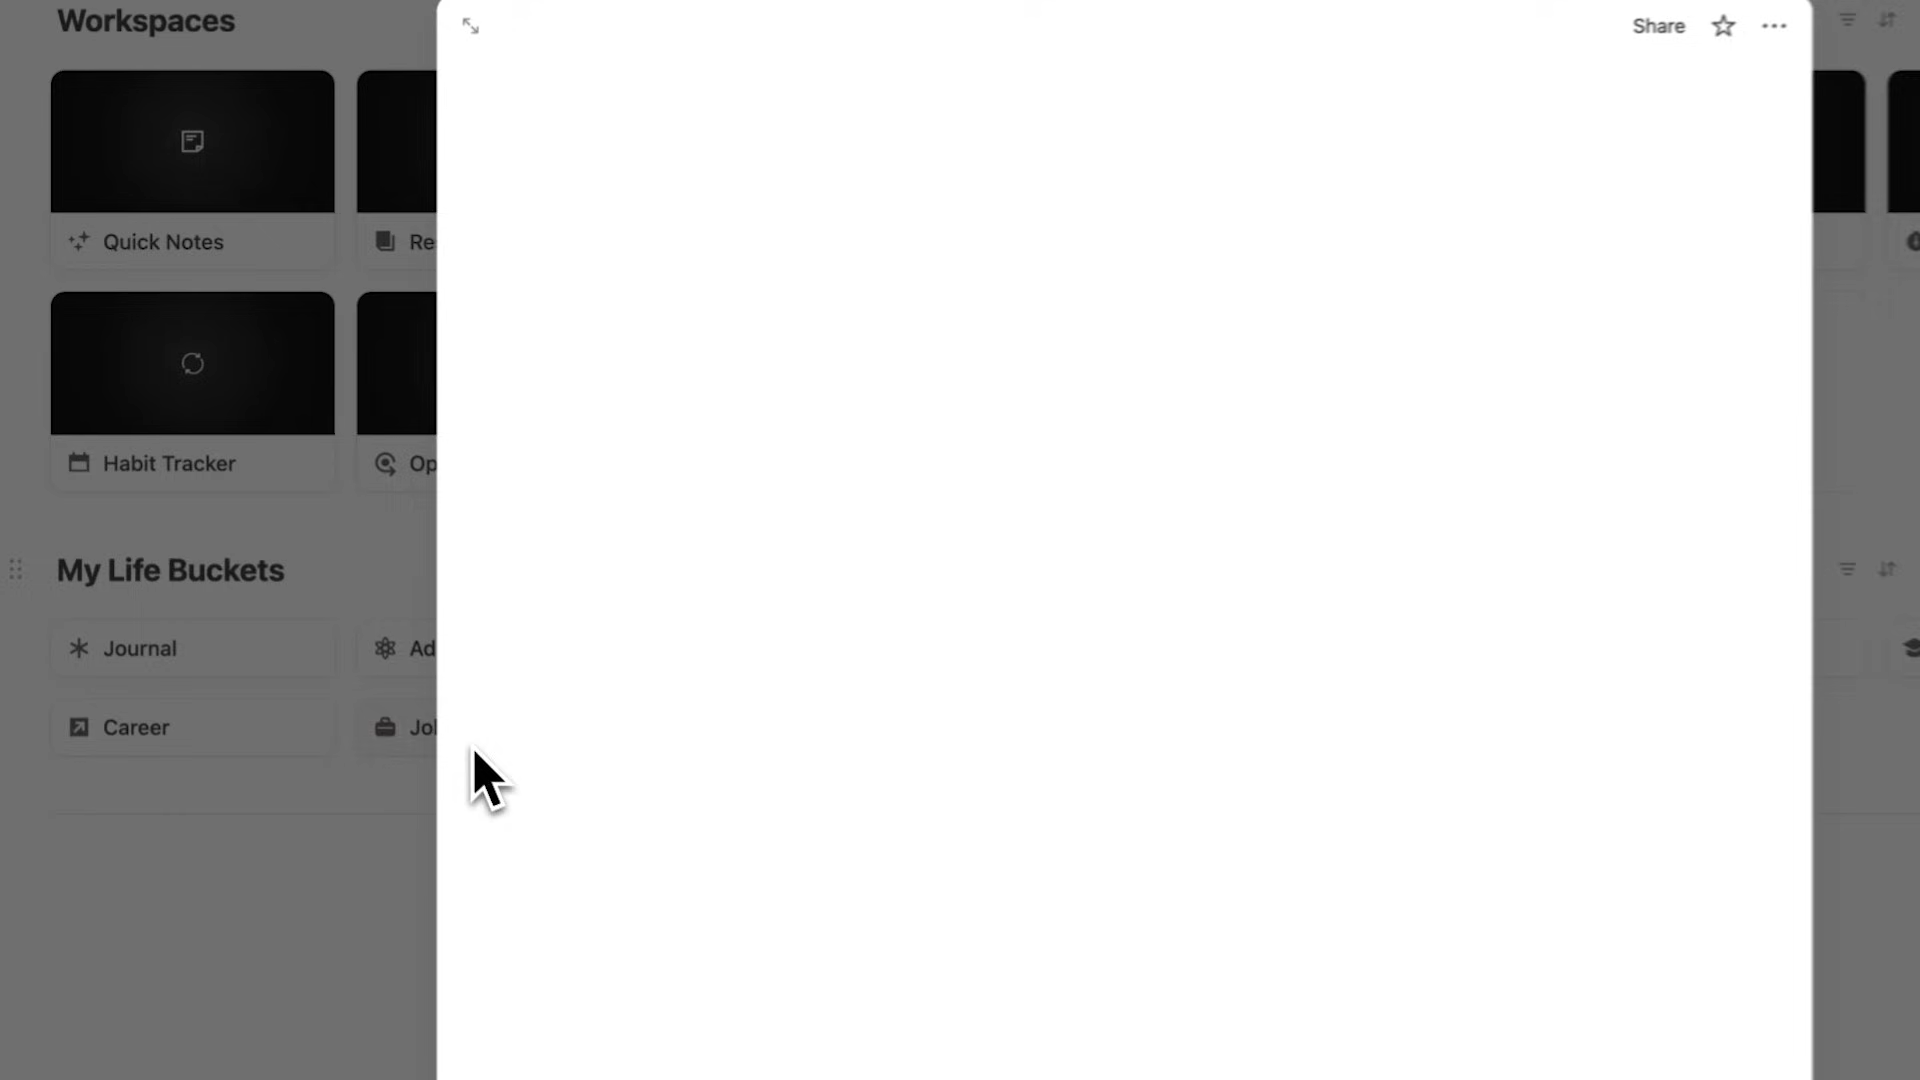 Workspaces
Share
Quick Notes
Habit Tracker
My Life Buckets
Journal
Career